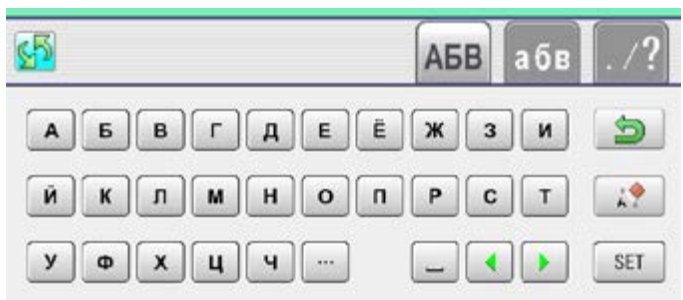 АБВ абв ./?
А Б В Г Д Е Ё Ж З И
Й К Л М Н О П Р С Т
У Ф Х Ц Ч ... SET